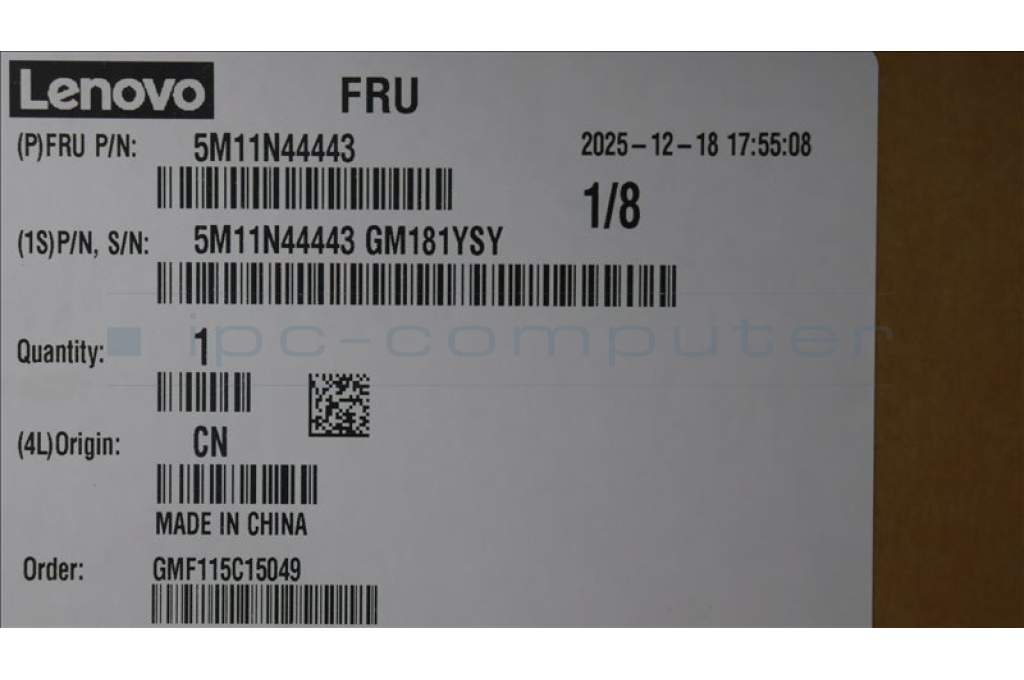 Lenovo
FRU
(P)FRU P/N: 5M11N44443
2025-12-18 17:55:08
1/8
(1S)P/N, S/N: 5M11N44443 GM181YSY
ipc-computer
Quantity: 1
(4L)Origin: CN
MADE IN CHINA
Order: GMF115C15049